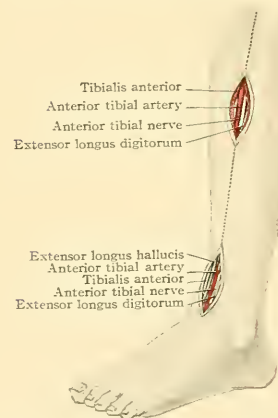 Tibialis anterior
Anterior tibial artery
Anterior tibial nerve
Extensor longus digitorum
Extensor longus hallucis
Anterior tibial artery
Tibialis anterior
Anterior tibial nerve
Extensor longus digitorum